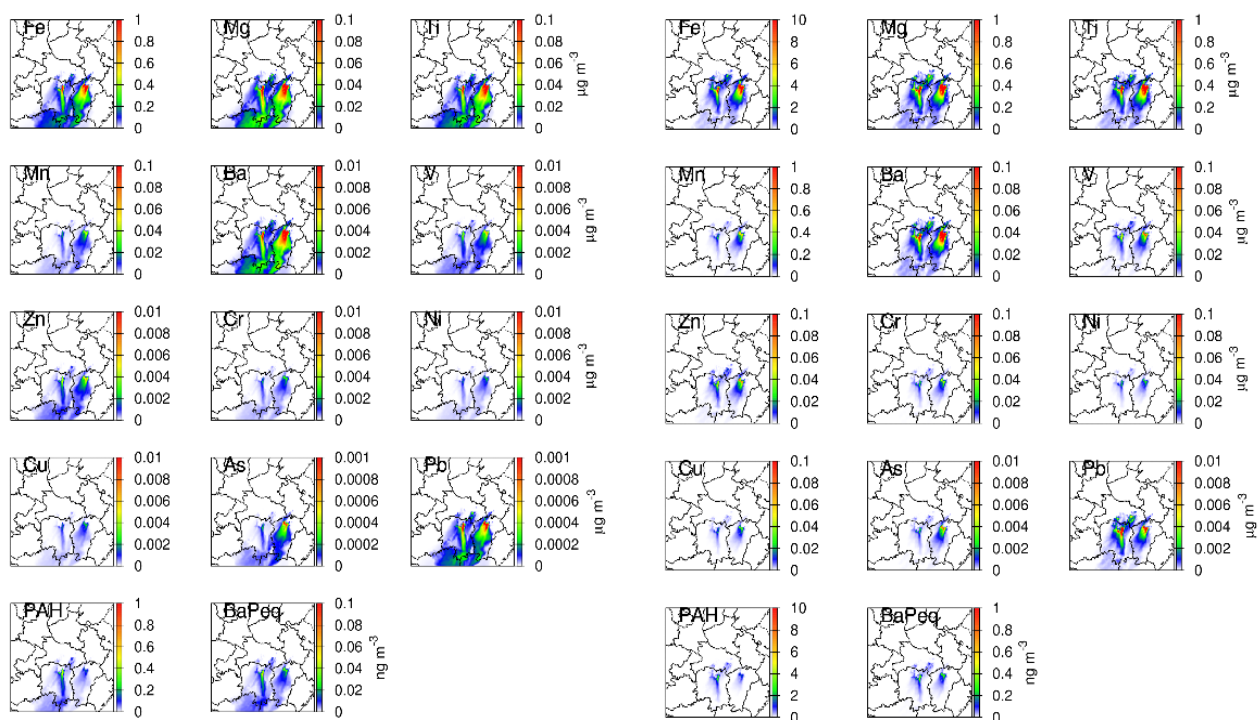 Fe 1 0.8 0.6 0.4 0.2 0
Mg 0.1 0.08 0.06 0.04 0.02 0
Ti 0.1 0.08 0.06 0.04 0.02 0 µg m⁻³
Fe 10 8 6 4 2 0
Mg 1 0.8 0.6 0.4 0.2 0
Ti 1 0.8 0.6 0.4 0.2 0 µg m⁻³
Mn 0.1 0.08 0.06 0.04 0.02 0
Ba 0.01 0.008 0.006 0.004 0.002 0
V 0.01 0.008 0.006 0.004 0.002 0 µg m⁻³
Mn 1 0.8 0.6 0.4 0.2 0
Ba 0.1 0.08 0.06 0.04 0.02 0
V 0.1 0.08 0.06 0.04 0.02 0 µg m⁻³
Zn 0.01 0.008 0.006 0.004 0.002 0
Cr 0.01 0.008 0.006 0.004 0.002 0
Ni 0.01 0.008 0.006 0.004 0.002 0 µg m⁻³
Zn 0.1 0.08 0.06 0.04 0.02 0
Cr 0.1 0.08 0.06 0.04 0.02 0
Ni 0.1 0.08 0.06 0.04 0.02 0 µg m⁻³
Cu 0.01 0.008 0.006 0.004 0.002 0
As 0.001 0.0008 0.0006 0.0004 0.0002 0
Pb 0.001 0.0008 0.0006 0.0004 0.0002 0 µg m⁻³
Cu 0.1 0.08 0.06 0.04 0.02 0
As 0.01 0.008 0.006 0.004 0.002 0
Pb 0.01 0.008 0.006 0.004 0.002 0 µg m⁻³
PAH 1 0.8 0.6 0.4 0.2 0
BaPeq 0.1 0.08 0.06 0.04 0.02 0 ng m⁻³
PAH 10 8 6 4 2 0
BaPeq 1 0.8 0.6 0.4 0.2 0 ng m⁻³